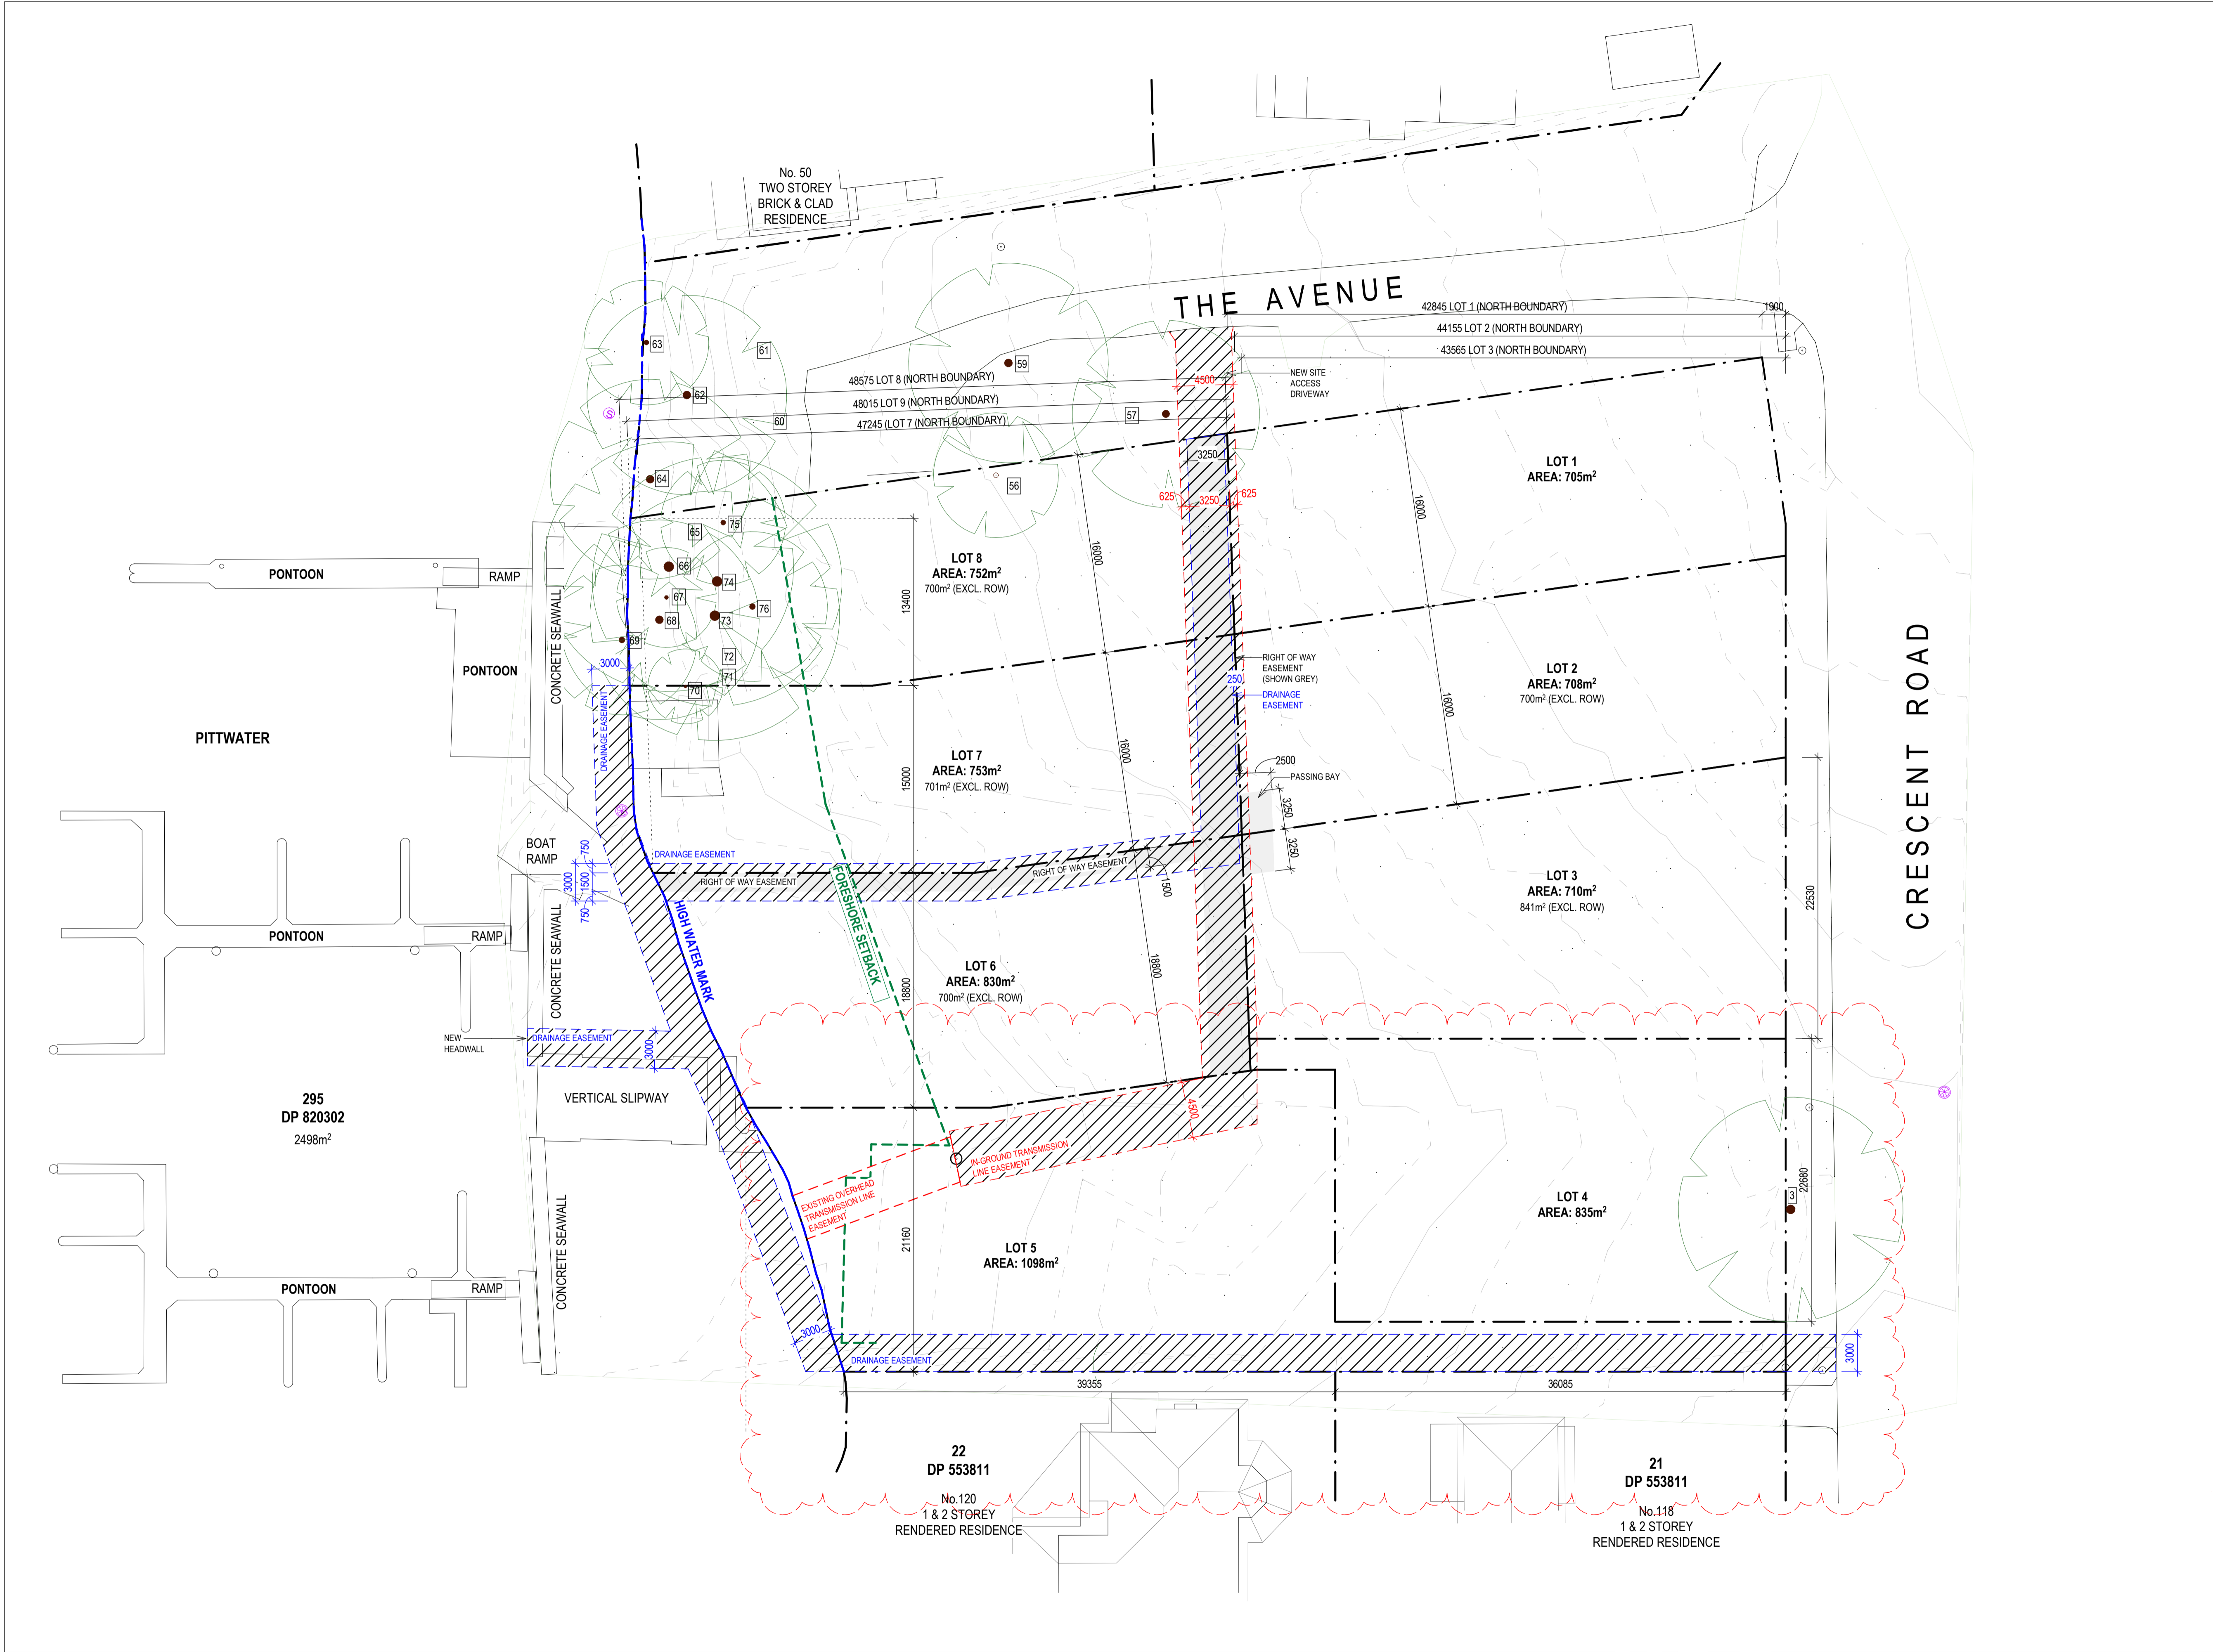 No. 50
TWO STOREY
BRICK & CLAD
RESIDENCE
THE AVENUE
42845 LOT 1 (NORTH BOUNDARY)
1900
44155 LOT 2 (NORTH BOUNDARY)
43565 LOT 3 (NORTH BOUNDARY)
48575 LOT 8 (NORTH BOUNDARY)
48015 LOT 9 (NORTH BOUNDARY)
47245 (LOT 7 (NORTH BOUNDARY)
4500
NEW SITE
ACCESS
DRIVEWAY
63
61
62
60
59
57
56
S
64
65
75
66
74
67
76
68
73
69
72
71
70
3250
625
3250
625
16000
16000
LOT 1
AREA: 705m²
LOT 8
AREA: 752m²
700m² (EXCL. ROW)
13400
PONTOON
RAMP
CONCRETE SEAWALL
PONTOON
3000
DRAINAGE EASEMENT
RIGHT OF WAY
EASEMENT
(SHOWN GREY)
250
DRAINAGE
EASEMENT
LOT 2
AREA: 708m²
700m² (EXCL. ROW)
16000
CRESCENT ROAD
PITTWATER
LOT 7
AREA: 753m²
701m² (EXCL. ROW)
15000
16000
2500
PASSING BAY
3250
3250
BOAT
RAMP
750
3000
1500
750
DRAINAGE EASEMENT
RIGHT OF WAY EASEMENT
RIGHT OF WAY EASEMENT
1500
FORESHORE SETBACK
HIGH WATER MARK
LOT 3
AREA: 710m²
841m² (EXCL. ROW)
22530
PONTOON
RAMP
CONCRETE SEAWALL
LOT 6
AREA: 830m²
700m² (EXCL. ROW)
18800
18800
NEW
HEADWALL
DRAINAGE EASEMENT
3000
295
DP 820302
2498m²
VERTICAL SLIPWAY
4500
IN-GROUND TRANSMISSION
LINE EASEMENT
EXISTING OVERHEAD
TRANSMISSION LINE
EASEMENT
LOT 4
AREA: 835m²
3
22680
21160
LOT 5
AREA: 1098m²
CONCRETE SEAWALL
PONTOON
RAMP
3000
DRAINAGE EASEMENT
3000
39355
36085
22
DP 553811
No.120
1 & 2 STOREY
RENDERED RESIDENCE
21
DP 553811
No.118
1 & 2 STOREY
RENDERED RESIDENCE